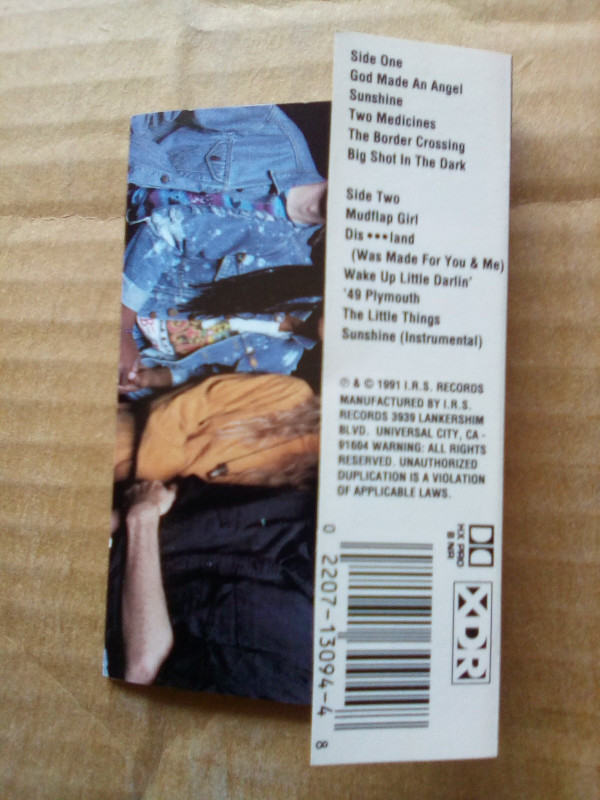 Side One
God Made An Angel
Sunshine
Two Medicines
The Border Crossing
Big Shot In The Dark
Side Two
Mudflap Girl
Dis•••land
(Was Made For You & Me)
Wake Up Little Darlin'
'49 Plymouth
The Little Things
Sunshine (Instrumental)
℗ & © 1991 I.R.S. RECORDS
MANUFACTURED BY I.R.S.
RECORDS 3939 LANKERSHIM
BLVD. UNIVERSAL CITY, CA -
91604 WARNING: ALL RIGHTS
RESERVED. UNAUTHORIZED
DUPLICATION IS A VIOLATION
OF APPLICABLE LAWS.
HX PRO
B NR
XDR
0 2207-13094-4 8